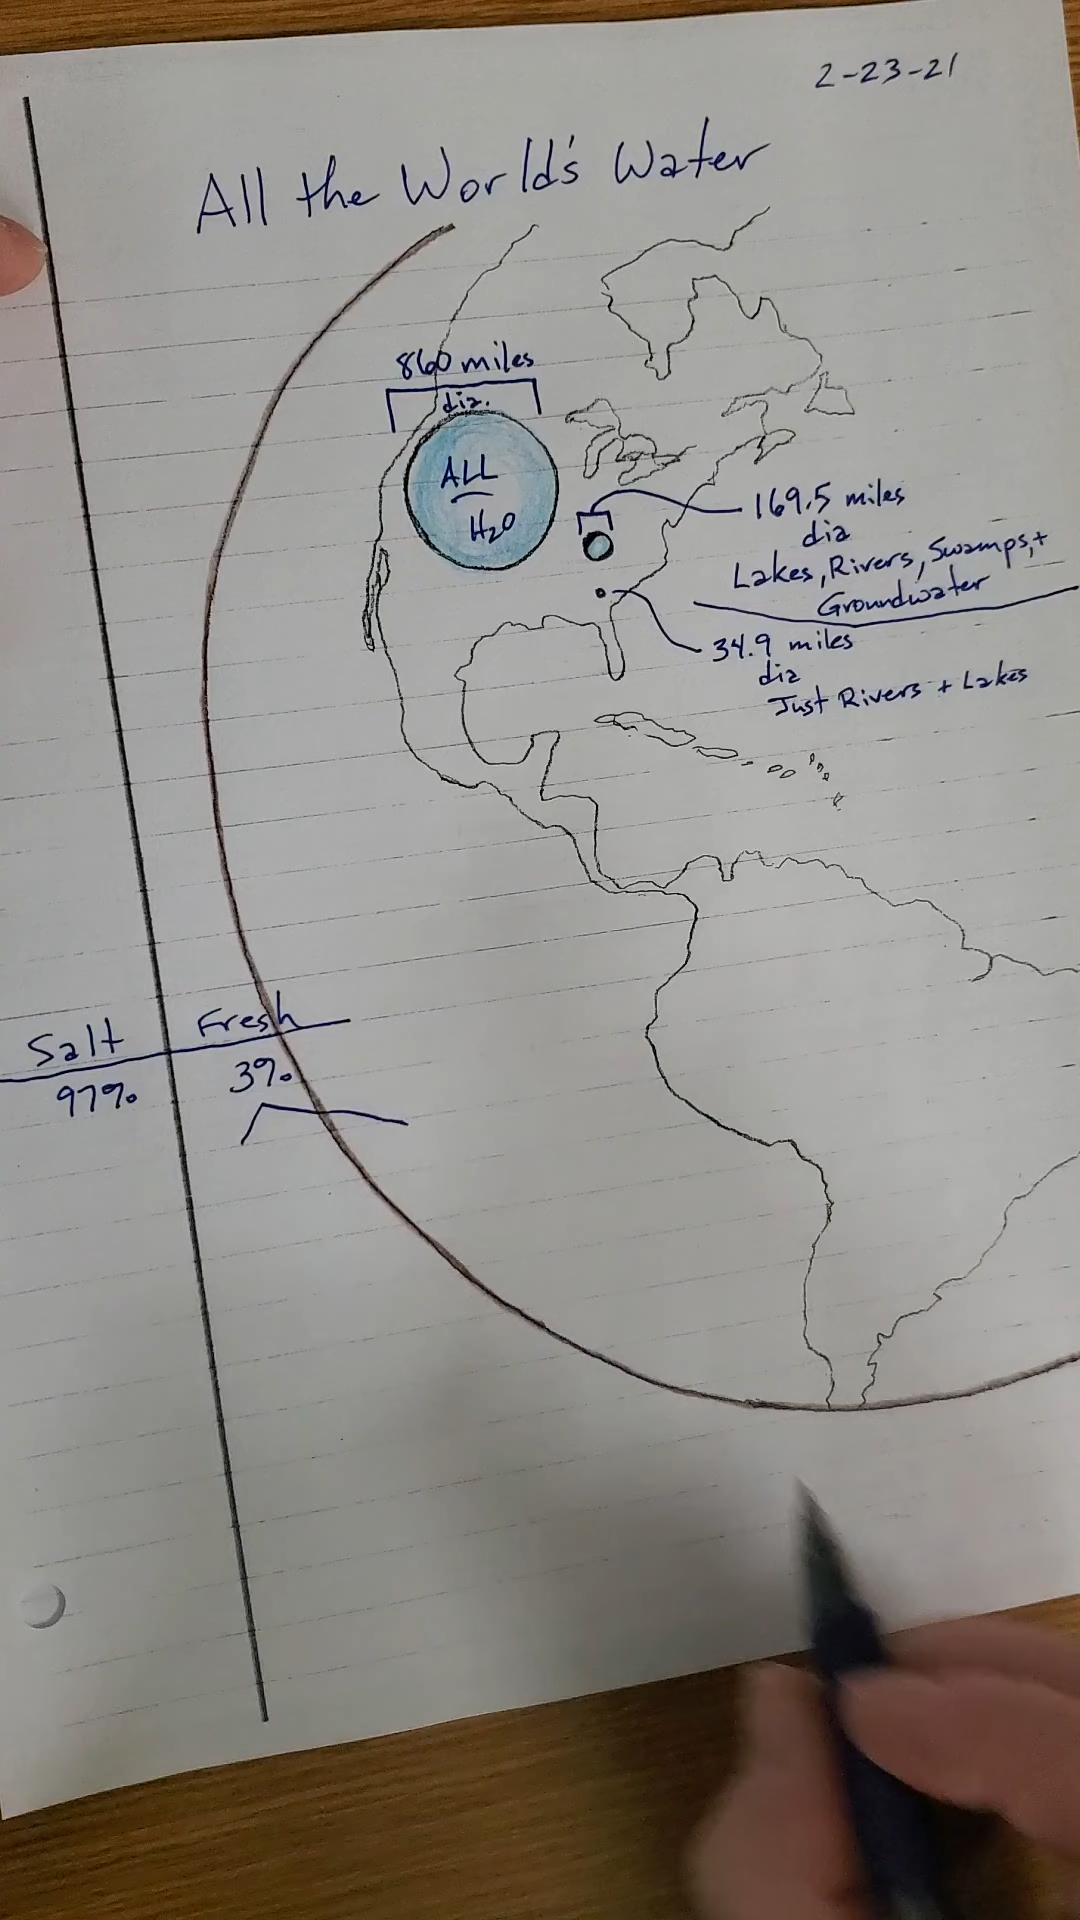 2-23-21
All the World's Water
860 miles
dia.
ALL
H2O
169.5 miles
dia
Lakes, Rivers, Swamps, +
Groundwater
34.9 miles
dia
Just Rivers + Lakes
Salt Fresh
97% 3%